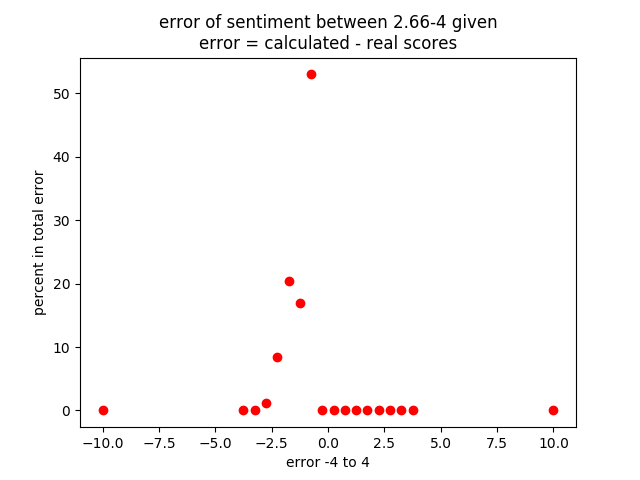 error of sentiment between 2.66-4 given
error = calculated - real scores
percent in total error
50
40
30
20
10
0
−10.0 −7.5 −5.0 −2.5 0.0 2.5 5.0 7.5 10.0
error -4 to 4